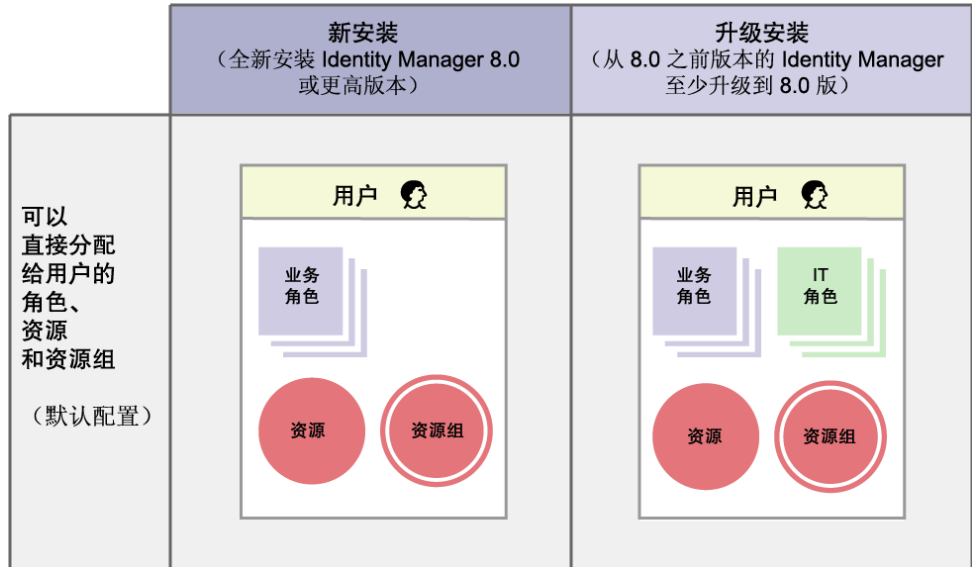 新安装
（全新安装 Identity Manager 8.0
或更高版本）
升级安装
（从 8.0 之前版本的 Identity Manager
至少升级到 8.0 版）
可以
直接分配
给用户的
角色、
资源
和资源组
（默认配置）
用户
业务
角色
资源
资源组
用户
业务
角色
IT
角色
资源
资源组